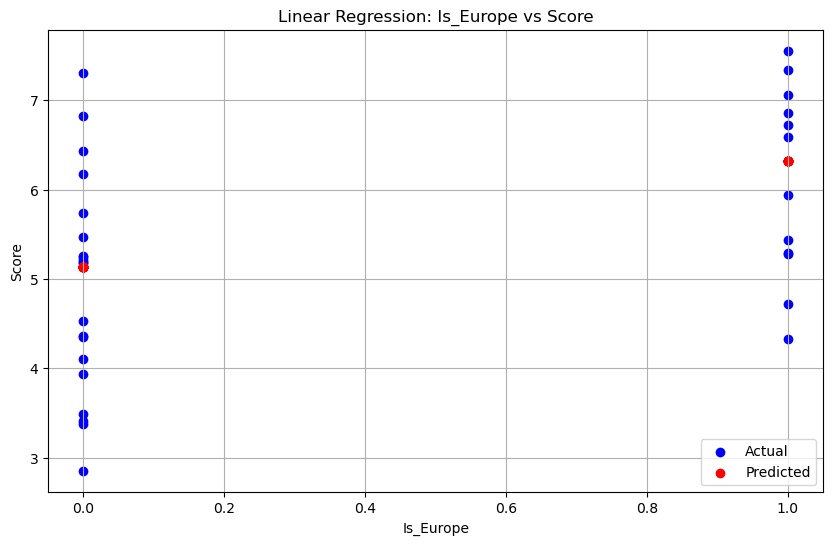 Linear Regression: Is_Europe vs Score
Score
7
6
5
4
3
0.0
0.2
0.4
0.6
0.8
1.0
Is_Europe
Actual
Predicted